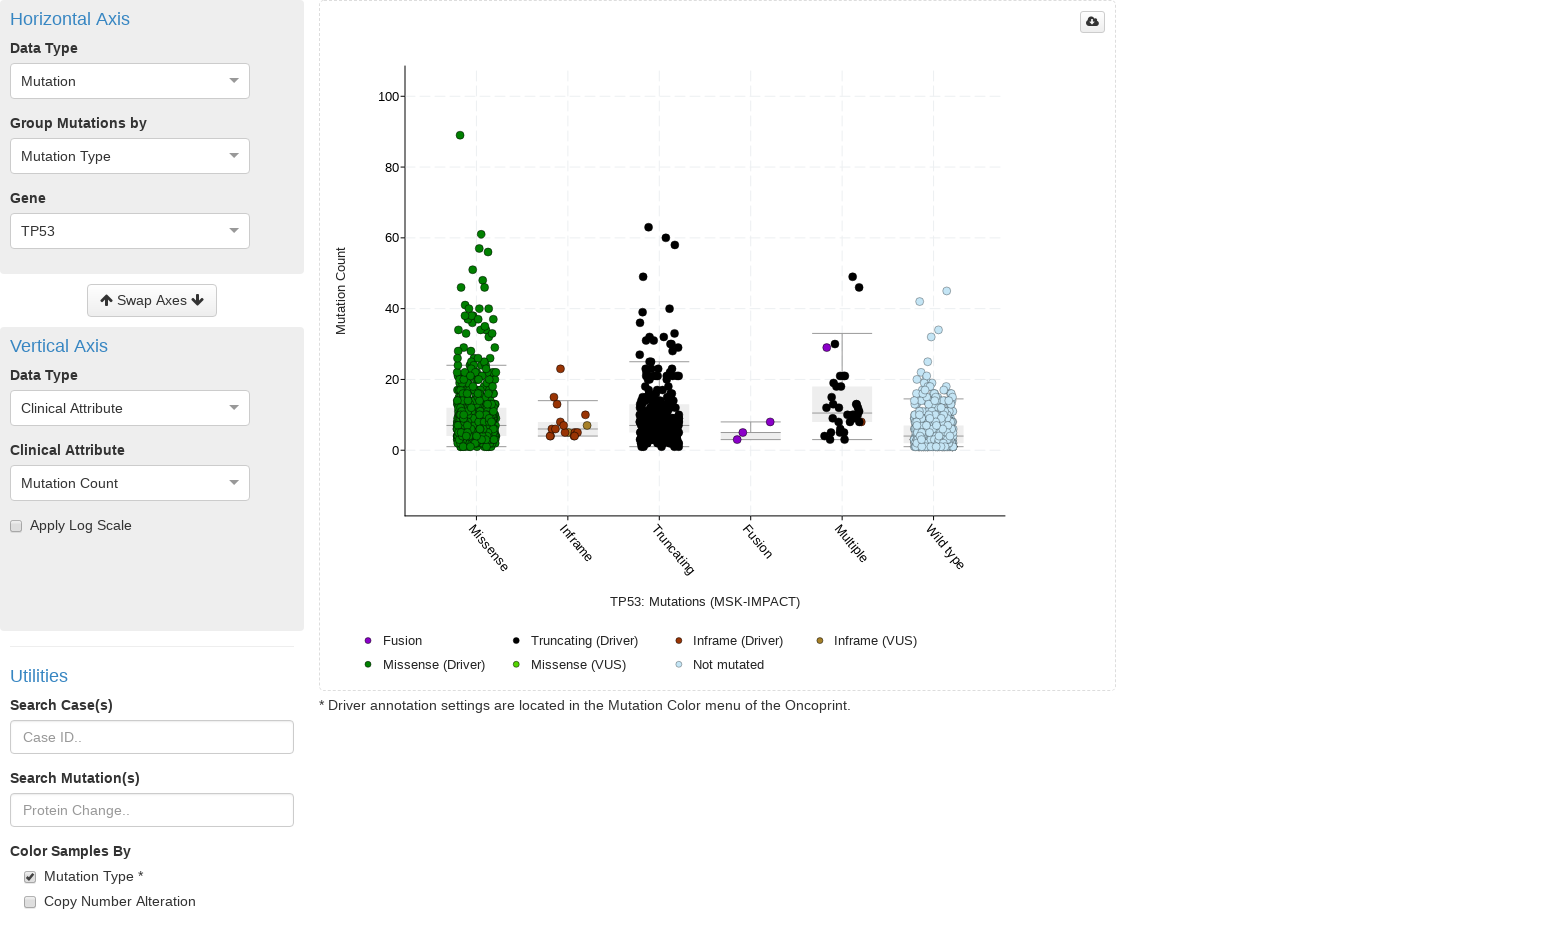 Horizontal Axis
Data Type
Mutation
Group Mutations by
Mutation Type
Gene
TP53
Swap Axes
Vertical Axis
Data Type
Clinical Attribute
Clinical Attribute
Mutation Count
Apply Log Scale
Utilities
Search Case(s)
Case ID..
Search Mutation(s)
Protein Change..
Color Samples By
Mutation Type *
Copy Number Alteration
Mutation Count
100
80
60
40
20
0
Missense
Inframe
Truncating
Fusion
Multiple
Wild type
TP53: Mutations (MSK-IMPACT)
Fusion
Truncating (Driver)
Inframe (Driver)
Inframe (VUS)
Missense (Driver)
Missense (VUS)
Not mutated
* Driver annotation settings are located in the Mutation Color menu of the Oncoprint.